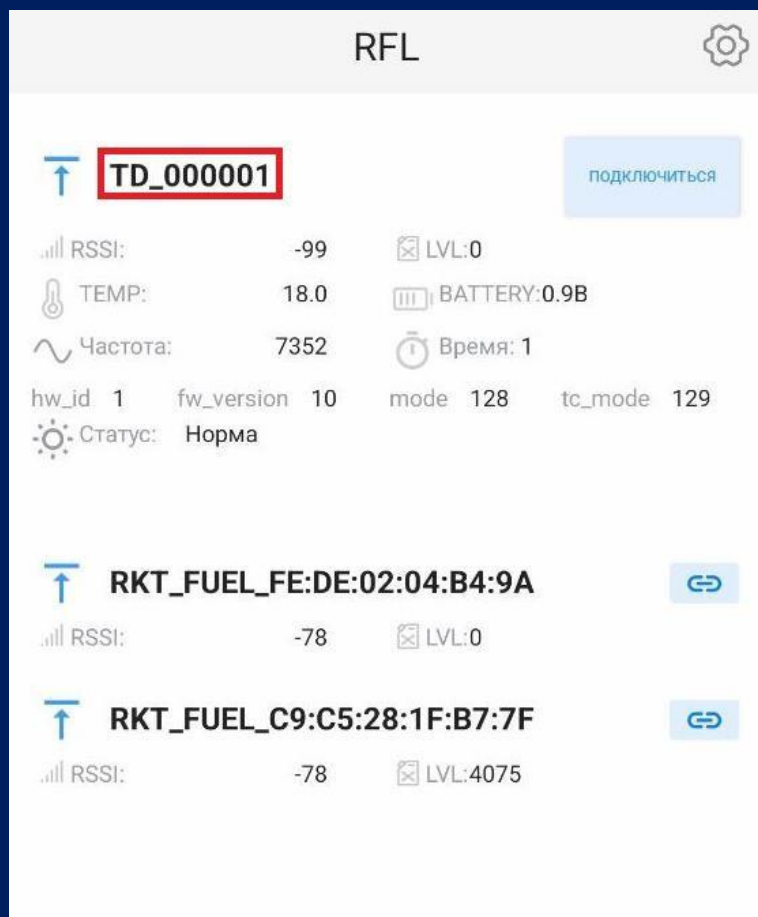 RFL
TD_000001
подключиться
RSSI: -99 LVL:0
TEMP: 18.0 BATTERY:0.9В
Частота: 7352 Время: 1
hw_id 1 fw_version 10 mode 128 tc_mode 129
Статус: Норма
RKT_FUEL_FE:DE:02:04:B4:9A
RSSI: -78 LVL:0
RKT_FUEL_C9:C5:28:1F:B7:7F
RSSI: -78 LVL:4075